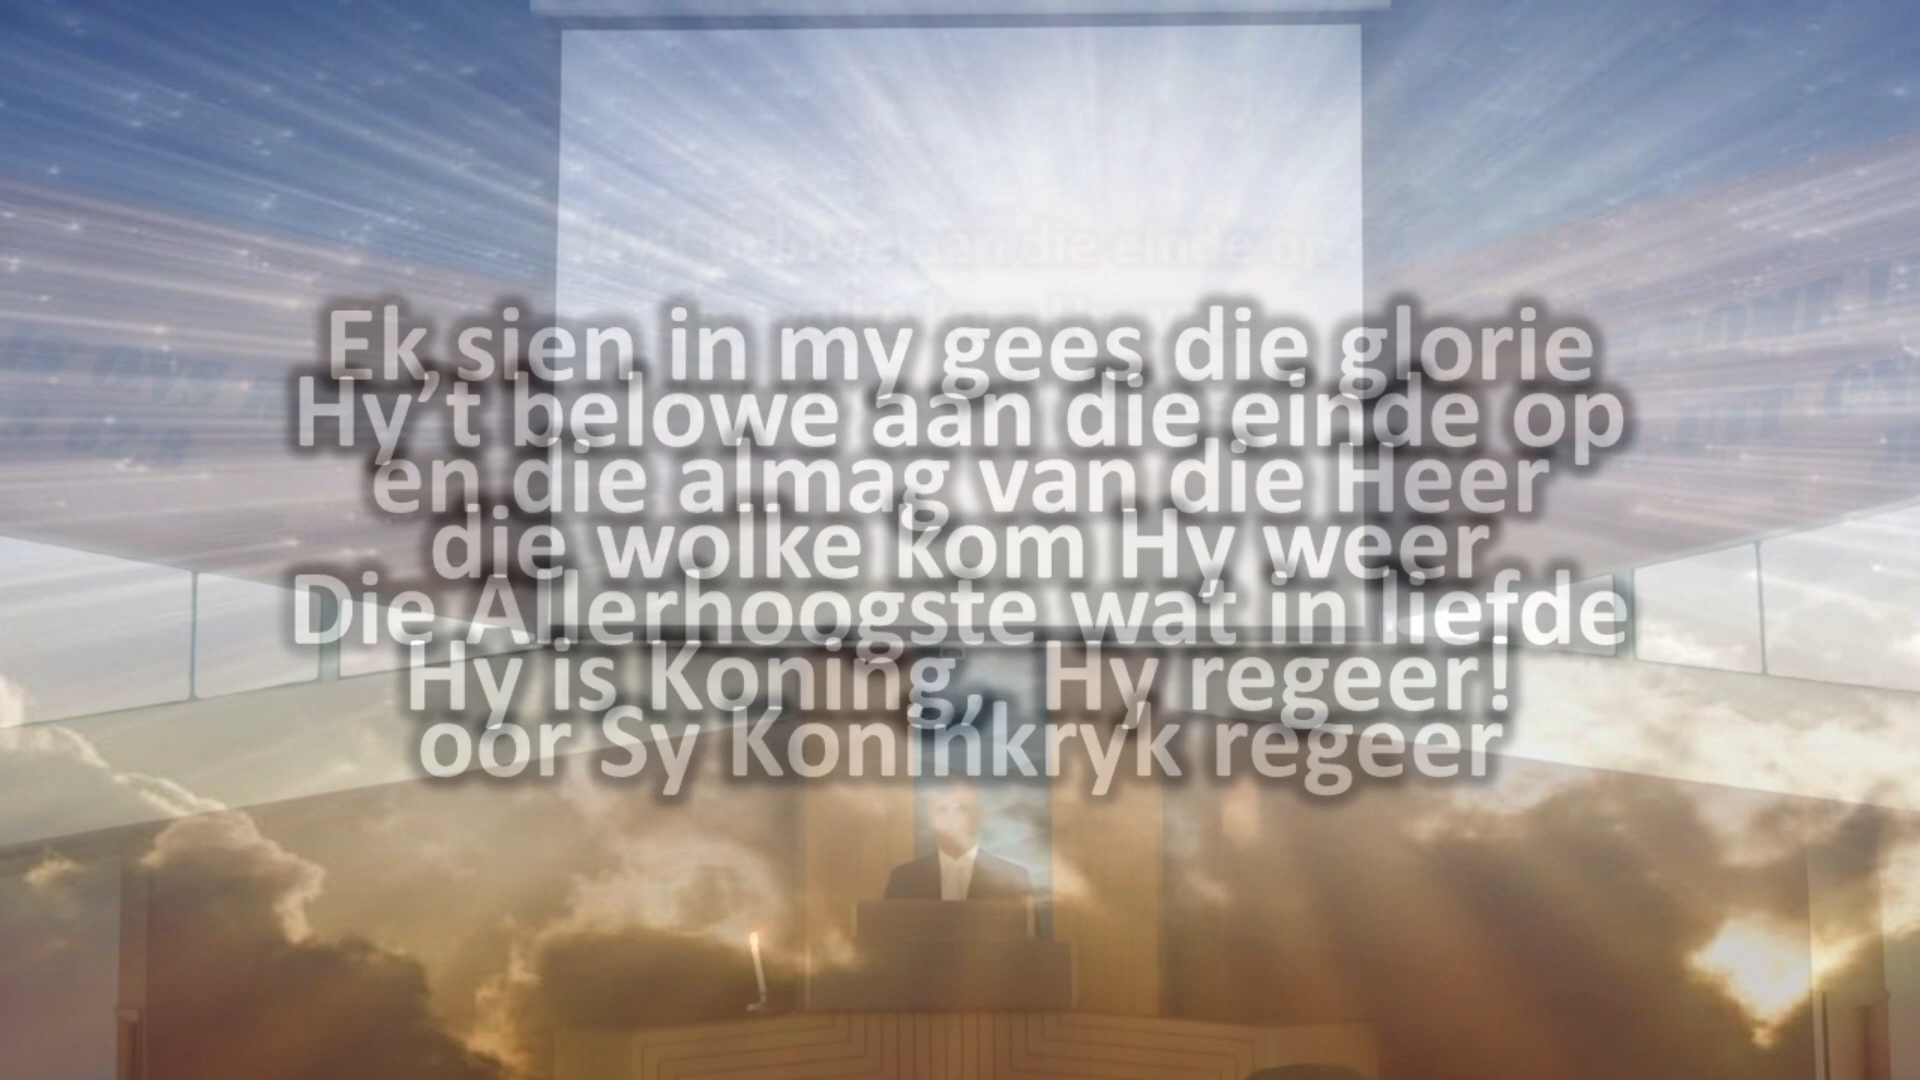 Ek sien in my gees die glorie
Hy't belowe aan die einde op
en die almag van die Heer
die wolke kom Hy weer
Die Allerhoogste wat in liefde
Hy is Koning, Hy regeer!
oor Sy Koninkryk regeer